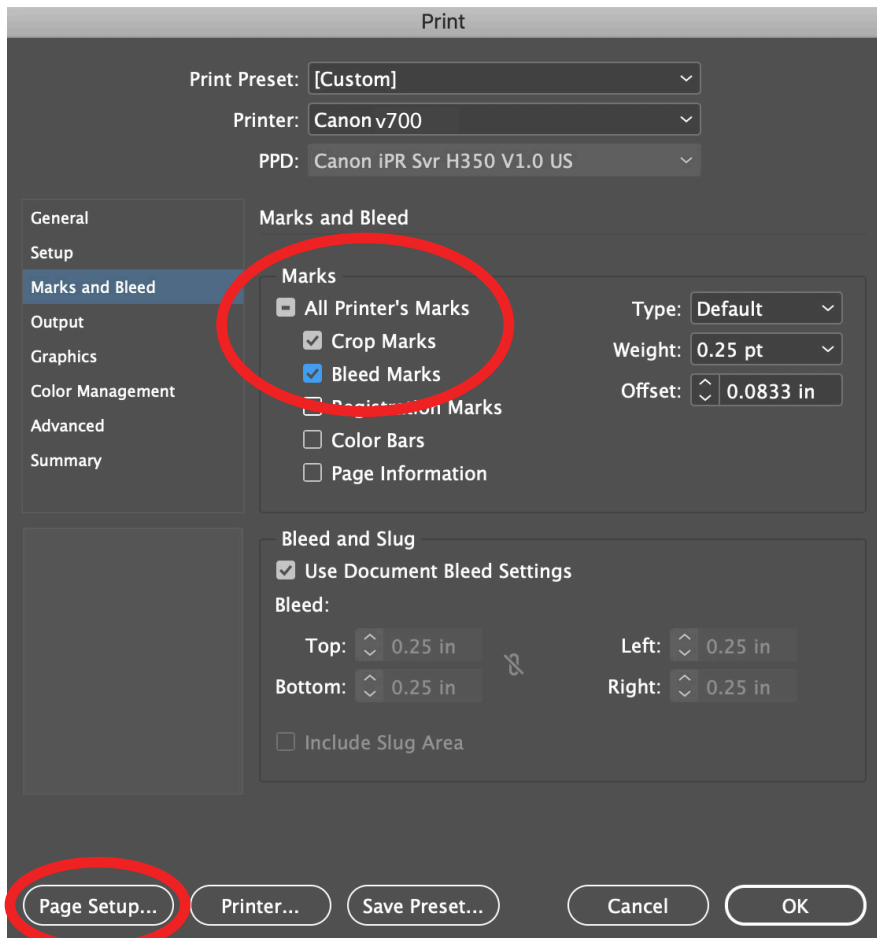 Print
Print Preset: [Custom]
Printer: Canon v700
PPD: Canon iPR Svr H350 V1.0 US
General
Setup
Marks and Bleed
Output
Graphics
Color Management
Advanced
Summary
Marks and Bleed
Marks
All Printer's Marks
Crop Marks
Bleed Marks
Registration Marks
Color Bars
Page Information
Type: Default
Weight: 0.25 pt
Offset: 0.0833 in
Bleed and Slug
Use Document Bleed Settings
Bleed:
Top: 0.25 in
Bottom: 0.25 in
Left: 0.25 in
Right: 0.25 in
Include Slug Area
Page Setup...
Printer...
Save Preset...
Cancel
OK